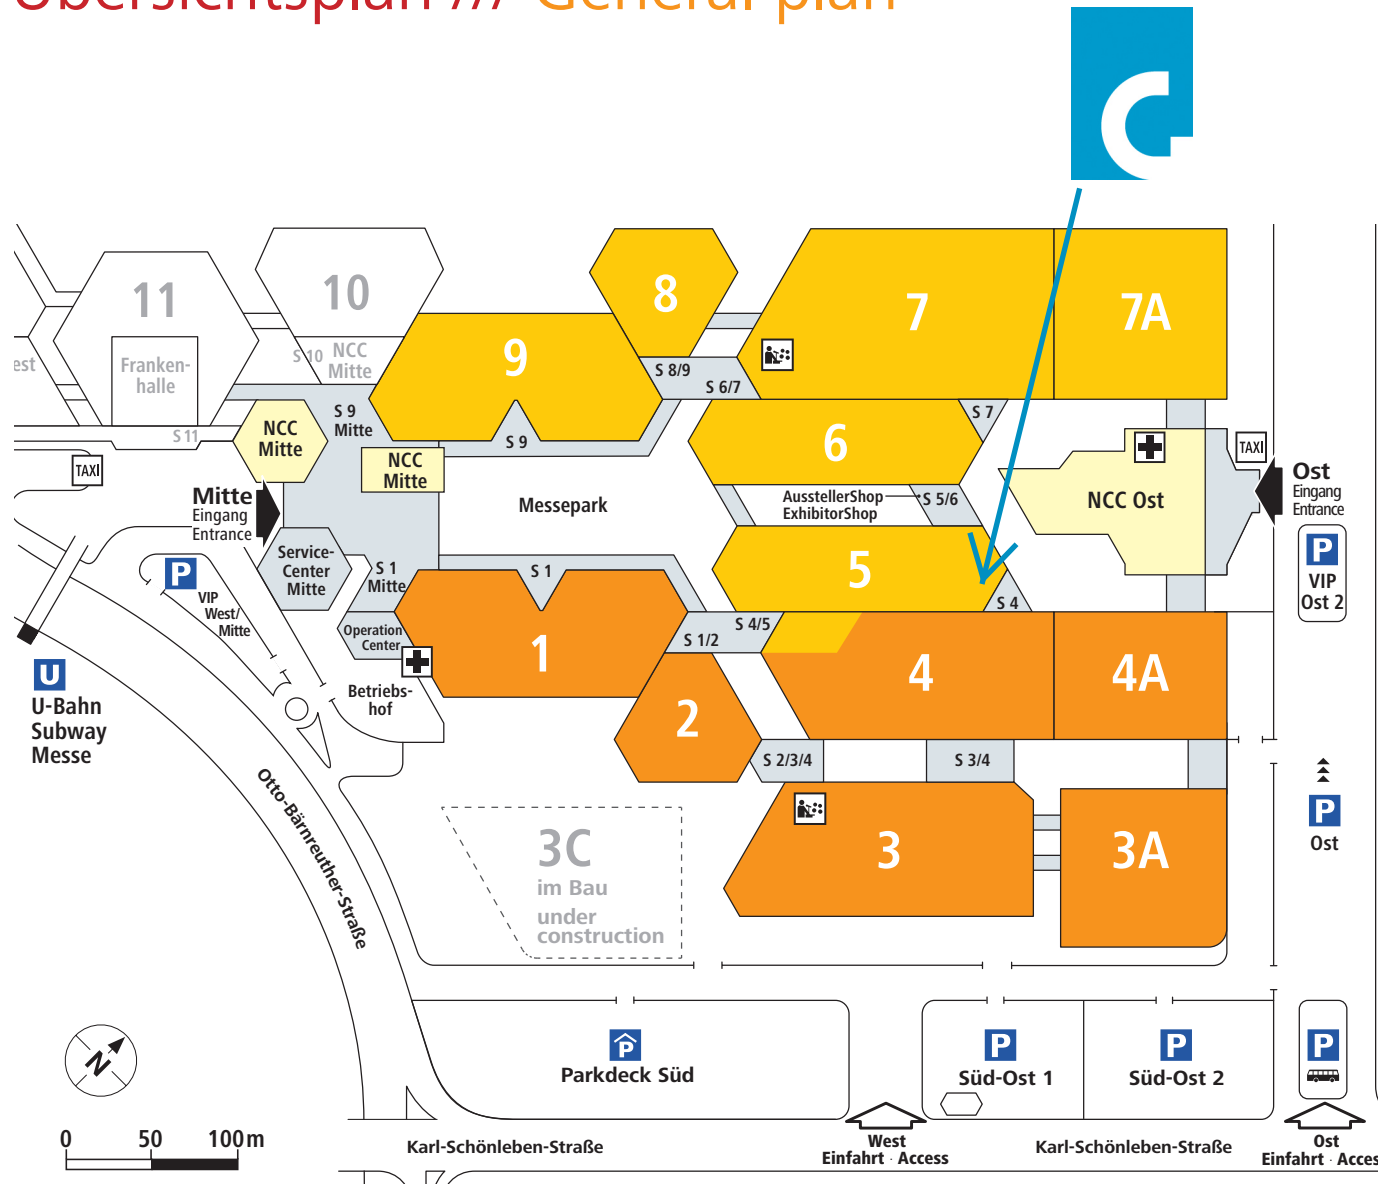 Übersichtsplan /// General plan
11
Franken-
halle
est
S 11
10
S 10
NCC
Mitte
9
8
7
7A
S 8/9
S 6/7
S 9
Mitte
S 9
NCC
Mitte
NCC
Mitte
6
S 7
TAXI
TAXI
Mitte
Eingang
Entrance
Messepark
AusstellerShop
ExhibitorShop
S 5/6
NCC Ost
Ost
Eingang
Entrance
P
VIP
Ost 2
Service-
Center
Mitte
S 1
Mitte
S 1
5
S 4
P
VIP
West/
Mitte
Operation
Center
1
S 4/5
S 1/2
4
4A
U
U-Bahn
Subway
Messe
Betriebs-
hof
2
S 2/3/4
S 3/4
P
Ost
Otto-Bärnreuther-Straße
3C
im Bau
under
construction
3
3A
N
P
Parkdeck Süd
P
Süd-Ost 1
P
Süd-Ost 2
P
0 50 100 m
Karl-Schönleben-Straße
West
Einfahrt · Access
Karl-Schönleben-Straße
Ost
Einfahrt · Access